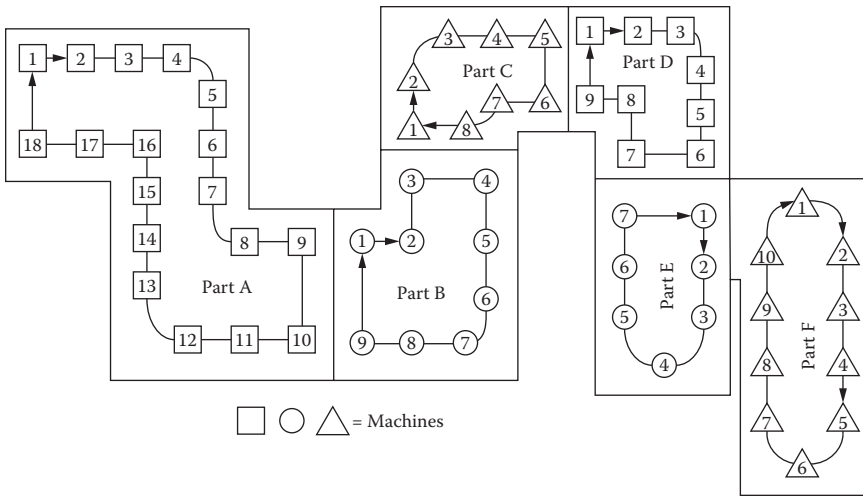 1 2 3 4
5
18 17 16 6
15 7
14 8 9
13
Part A
12 11 10
3 4 5
Part C
2
7 6
1 8
3 4
1 2 5
6
Part B
9 8 7
1 2 3
Part D
4
9 8
5
7 6
7 1
6 2
Part E
5 3
4
1
10 2
9 3
Part F
8 4
7 5
6
= Machines